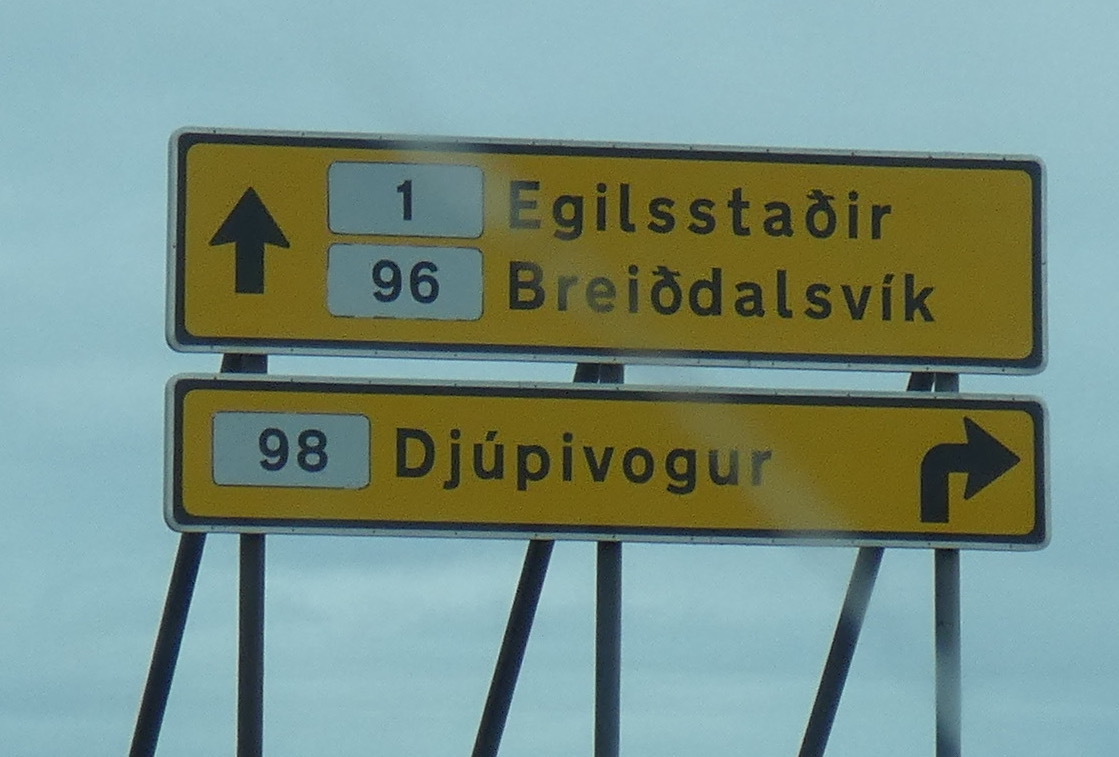 1 Egilsstaðir
96 Breiðdalsvík
98 Djúpivogur